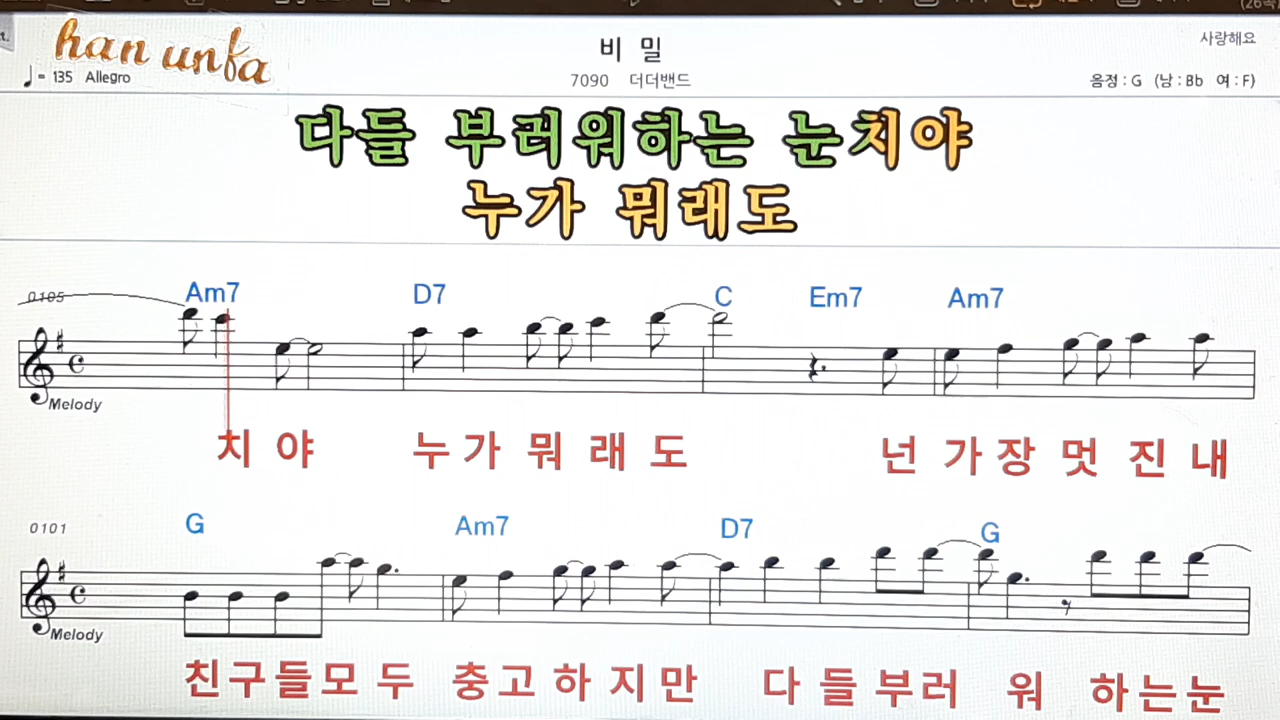 han unfa
비 밀
사랑해요
♩= 135 Allegro
7090 더더밴드
음정 : G (남 : Bb 여 : F)
다들 부러워하는 눈치야
누가 뭐래도
0105
Am7 D7 C Em7 Am7
Melody
치 야 누 가 뭐 래 도 넌 가 장 멋 진 내
0101
G Am7 D7 G
Melody
친 구 들 모 두 충 고 하 지 만 다 들 부 러 워 하 는 눈